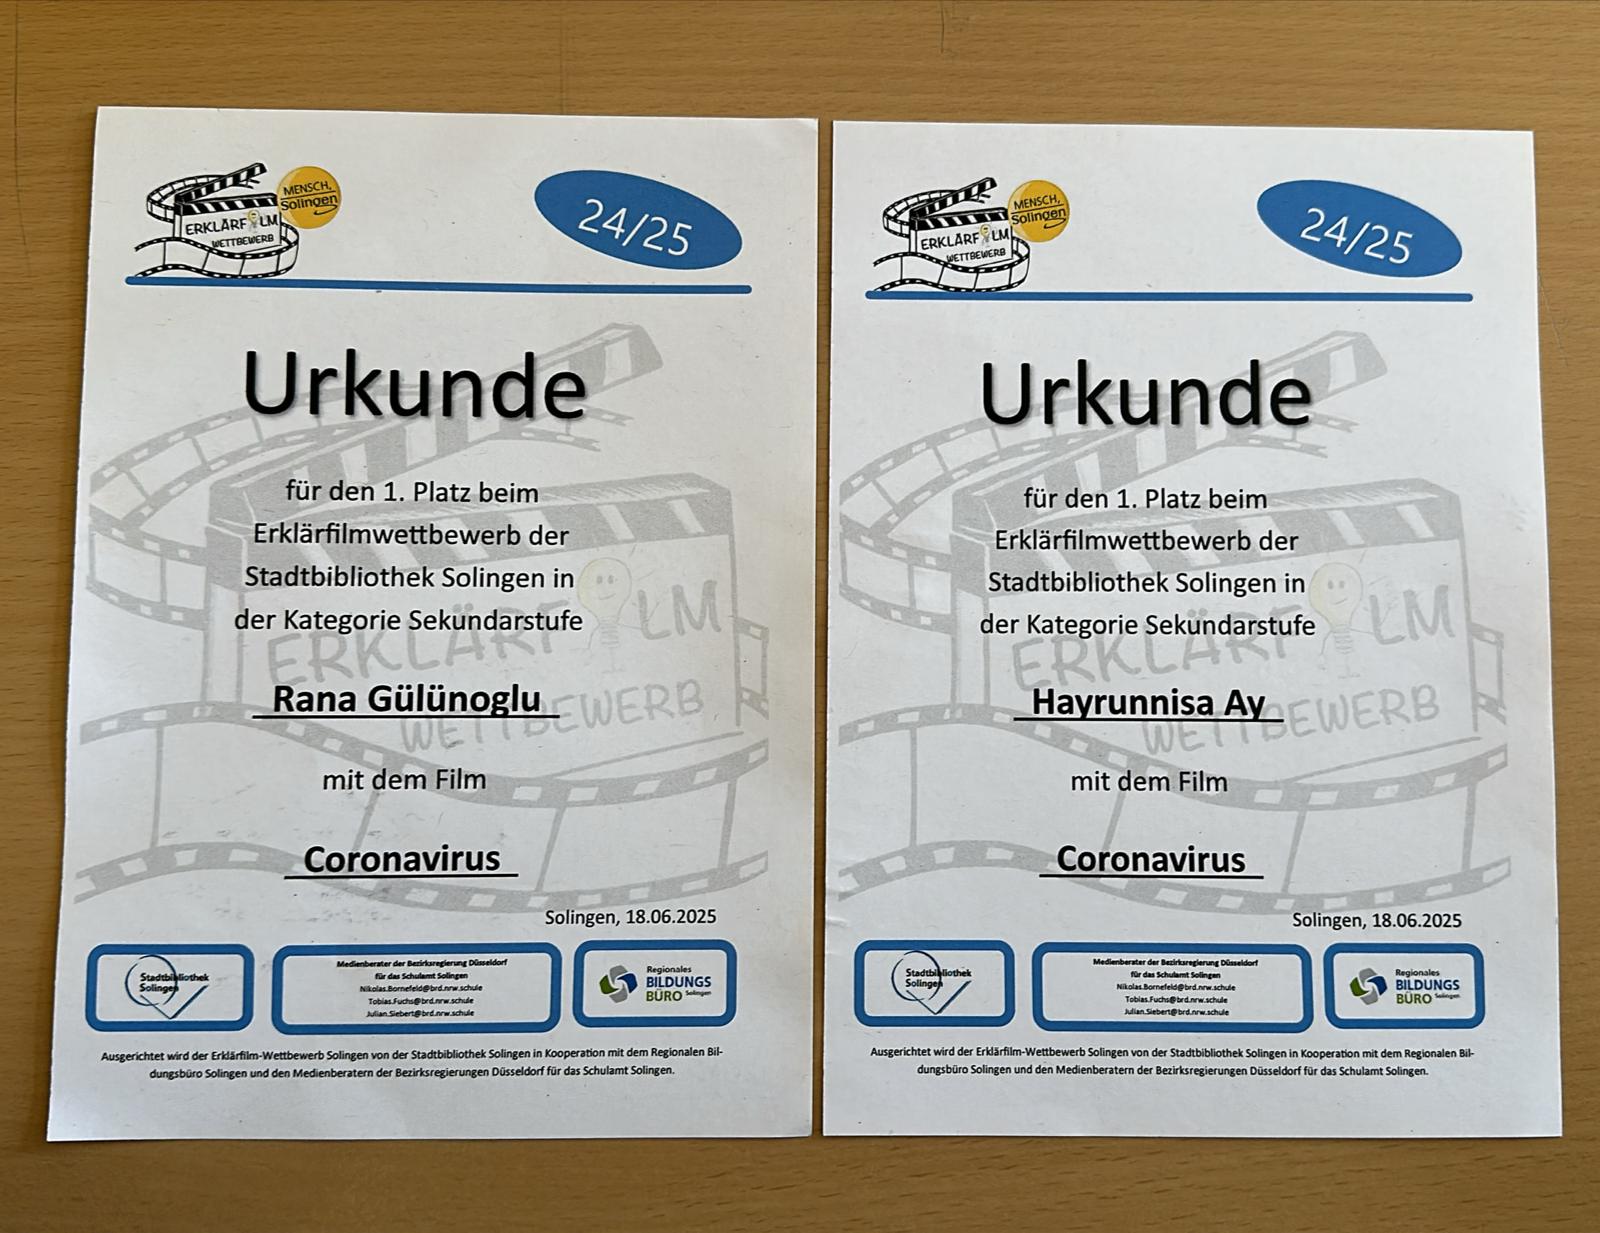 MENSCH,
Solingen
ERKLÄRFILM
WETTBEWERB
24/25
Urkunde
für den 1. Platz beim
Erklärfilmwettbewerb der
Stadtbibliothek Solingen in
der Kategorie Sekundarstufe
ERKLÄRFILM
WETTBEWERB
Rana Gülünoglu
mit dem Film
Coronavirus
Solingen, 18.06.2025
Stadtbibliothek
Solingen
Medienberater der Bezirksregierung Düsseldorf
für das Schulamt Solingen
Nikolas.Bornefeld@brd.nrw.schule
Tobias.Fuchs@brd.nrw.schule
Julian.Siebert@brd.nrw.schule
Regionales
BILDUNGS
BÜRO Solingen
Ausgerichtet wird der Erklärfilm-Wettbewerb Solingen von der Stadtbibliothek Solingen in Kooperation mit dem Regionalen Bil-
dungsbüro Solingen und den Medienberatern der Bezirksregierungen Düsseldorf für das Schulamt Solingen.
MENSCH,
Solingen
ERKLÄRFILM
WETTBEWERB
24/25
Urkunde
für den 1. Platz beim
Erklärfilmwettbewerb der
Stadtbibliothek Solingen in
der Kategorie Sekundarstufe
ERKLÄRFILM
WETTBEWERB
Hayrunnisa Ay
mit dem Film
Coronavirus
Solingen, 18.06.2025
Stadtbibliothek
Solingen
Medienberater der Bezirksregierung Düsseldorf
für das Schulamt Solingen
Nikolas.Bornefeld@brd.nrw.schule
Tobias.Fuchs@brd.nrw.schule
Julian.Siebert@brd.nrw.schule
Regionales
BILDUNGS
BÜRO Solingen
Ausgerichtet wird der Erklärfilm-Wettbewerb Solingen von der Stadtbibliothek Solingen in Kooperation mit dem Regionalen Bil-
dungsbüro Solingen und den Medienberatern der Bezirksregierungen Düsseldorf für das Schulamt Solingen.